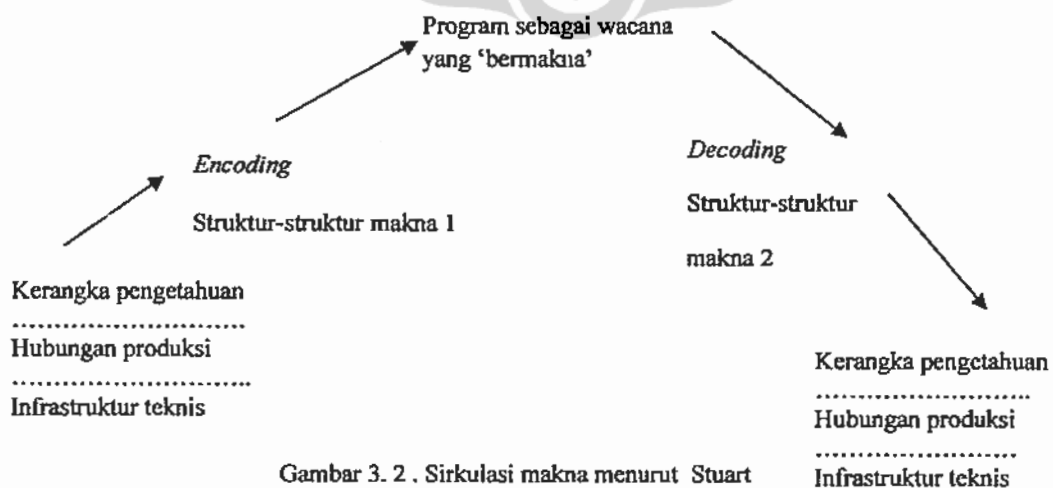 Program sebagai wacana
yang ‘bermakna’
Encoding
Struktur-struktur makna 1
Kerangka pengetahuan
..............................
Hubungan produksi
..............................
Infrastruktur teknis
Decoding
Struktur-struktur
makna 2
Kerangka pengetahuan
..............................
Hubungan produksi
..............................
Infrastruktur teknis
Gambar 3. 2 . Sirkulasi makna menurut Stuart